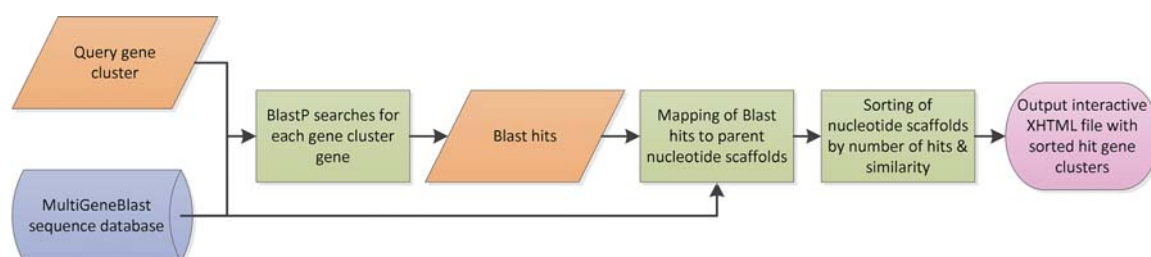 Query gene
cluster
BlastP searches for
each gene cluster
gene
Blast hits
Mapping of Blast
hits to parent
nucleotide scaffolds
Sorting of
nucleotide scaffolds
by number of hits &
similarity
Output interactive
XHTML file with
sorted hit gene
clusters
MultiGeneBlast
sequence database